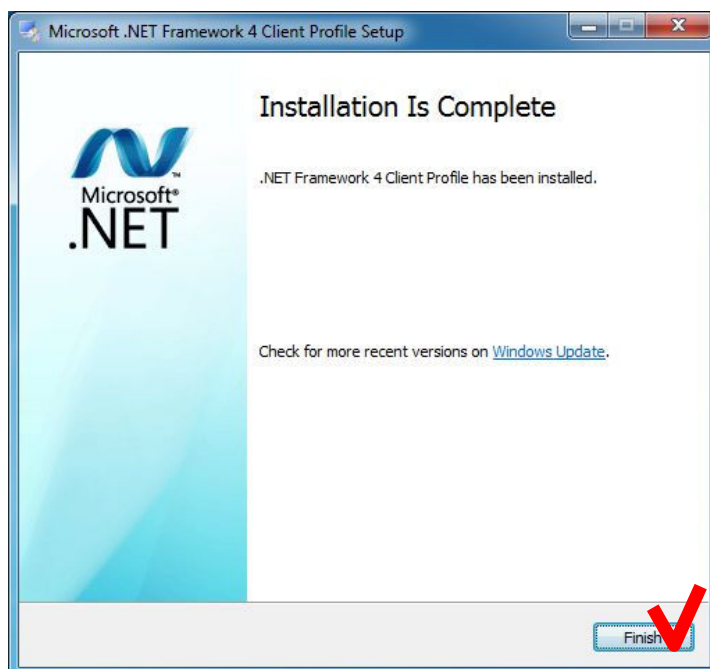 Microsoft .NET Framework 4 Client Profile Setup
Installation Is Complete
Microsoft®
.NET
™
.NET Framework 4 Client Profile has been installed.
Check for more recent versions on Windows Update.
Finish